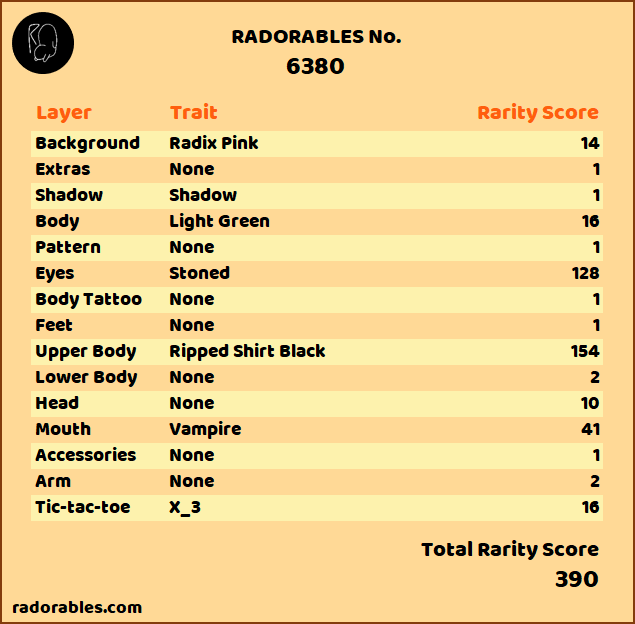 RADORABLES No.
6380
Layer Trait Rarity Score
Background Radix Pink 14
Extras None 1
Shadow Shadow 1
Body Light Green 16
Pattern None 1
Eyes Stoned 128
Body Tattoo None 1
Feet None 1
Upper Body Ripped Shirt Black 154
Lower Body None 2
Head None 10
Mouth Vampire 41
Accessories None 1
Arm None 2
Tic-tac-toe X_3 16
Total Rarity Score
390
radorables.com